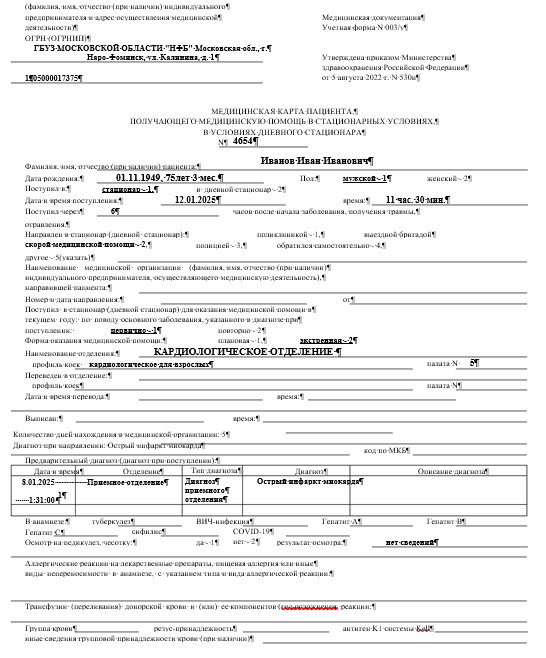 (фамилия, имя, отчество (при наличии) индивидуального
предпринимателя и адрес осуществления медицинской
деятельности)
ОГРН (ОГРНИП)
ГБУЗ МОСКОВСКОЙ ОБЛАСТИ "НФБ" Московская обл., г.
Наро-Фоминск, ул. Калинина, д. 1
1050000017375
Медицинская документация
Учетная форма N 003/у
Утверждена приказом Министерства
здравоохранения Российской Федерации
от 5 августа 2022 г. N 530н
МЕДИЦИНСКАЯ КАРТА ПАЦИЕНТА,
ПОЛУЧАЮЩЕГО МЕДИЦИНСКУЮ ПОМОЩЬ В СТАЦИОНАРНЫХ УСЛОВИЯХ,
В УСЛОВИЯХ ДНЕВНОГО СТАЦИОНАРА
N 4654
Иванов Иван Иванович
Фамилия, имя, отчество (при наличии) пациента:
Дата рождения: 01.11.1949, 75лет 3 мес. Пол: мужской - 1, женский - 2
Поступил в: стационар - 1, в дневной стационар - 2
Дата и время поступления: 12.01.2025 время: 11 час. 30 мин.
Поступил через 6 часов после начала заболевания, получения травмы,
отравления.
Направлен в стационар (дневной стационар): поликлиникой - 1, выездной бригадой
скорой медицинской помощи - 2, полицией - 3, обратился самостоятельно - 4,
другое - 5(указать)
Наименование медицинской организации (фамилия, имя, отчество (при наличии)
индивидуального предпринимателя, осуществляющего медицинскую деятельность),
направившей пациента:
Номер и дата направления: от
Поступил в стационар (дневной стационар) для оказания медицинской помощи в
текущем году: по поводу основного заболевания, указанного в диагнозе при
поступлении: первично - 1 повторно - 2
Форма оказания медицинской помощи: плановая - 1, экстренная - 2
Наименование отделения: КАРДИОЛОГИЧЕСКОЕ ОТДЕЛЕНИЕ
профиль коек кардиологическое для взрослых палата N 5
Переведен в отделение:
профиль коек палата N
Дата и время перевода: время:
Выписан: время:
Количество дней нахождения в медицинской организации: 5
Диагноз при направлении: Острый инфаркт миокарда
код по МКБ
Предварительный диагноз (диагноз при поступлении):
Дата и время Отделение Тип диагноза Диагноз Описание диагноза
8.01.2025 Приемное отделение Диагноз приемного отделения Острый инфаркт миокарда
1
1:31:00
В анамнезе: туберкулез ВИЧ-инфекция Гепатит A Гепатит B
Гепатит C сифилис COVID-19
Осмотр на педикулез, чесотку: да - 1 нет - 2 результат осмотра: нет сведений
Аллергические реакции на лекарственные препараты, пищевая аллергия или иные
виды непереносимости в анамнезе, с указанием типа и вида аллергической реакции:
Трансфузии (переливания) донорской крови и (или) ее компонентов реакции:
Группа крови резус-принадлежность антиген K1 системы Kell
иные сведения групповой принадлежности крови (при наличии)